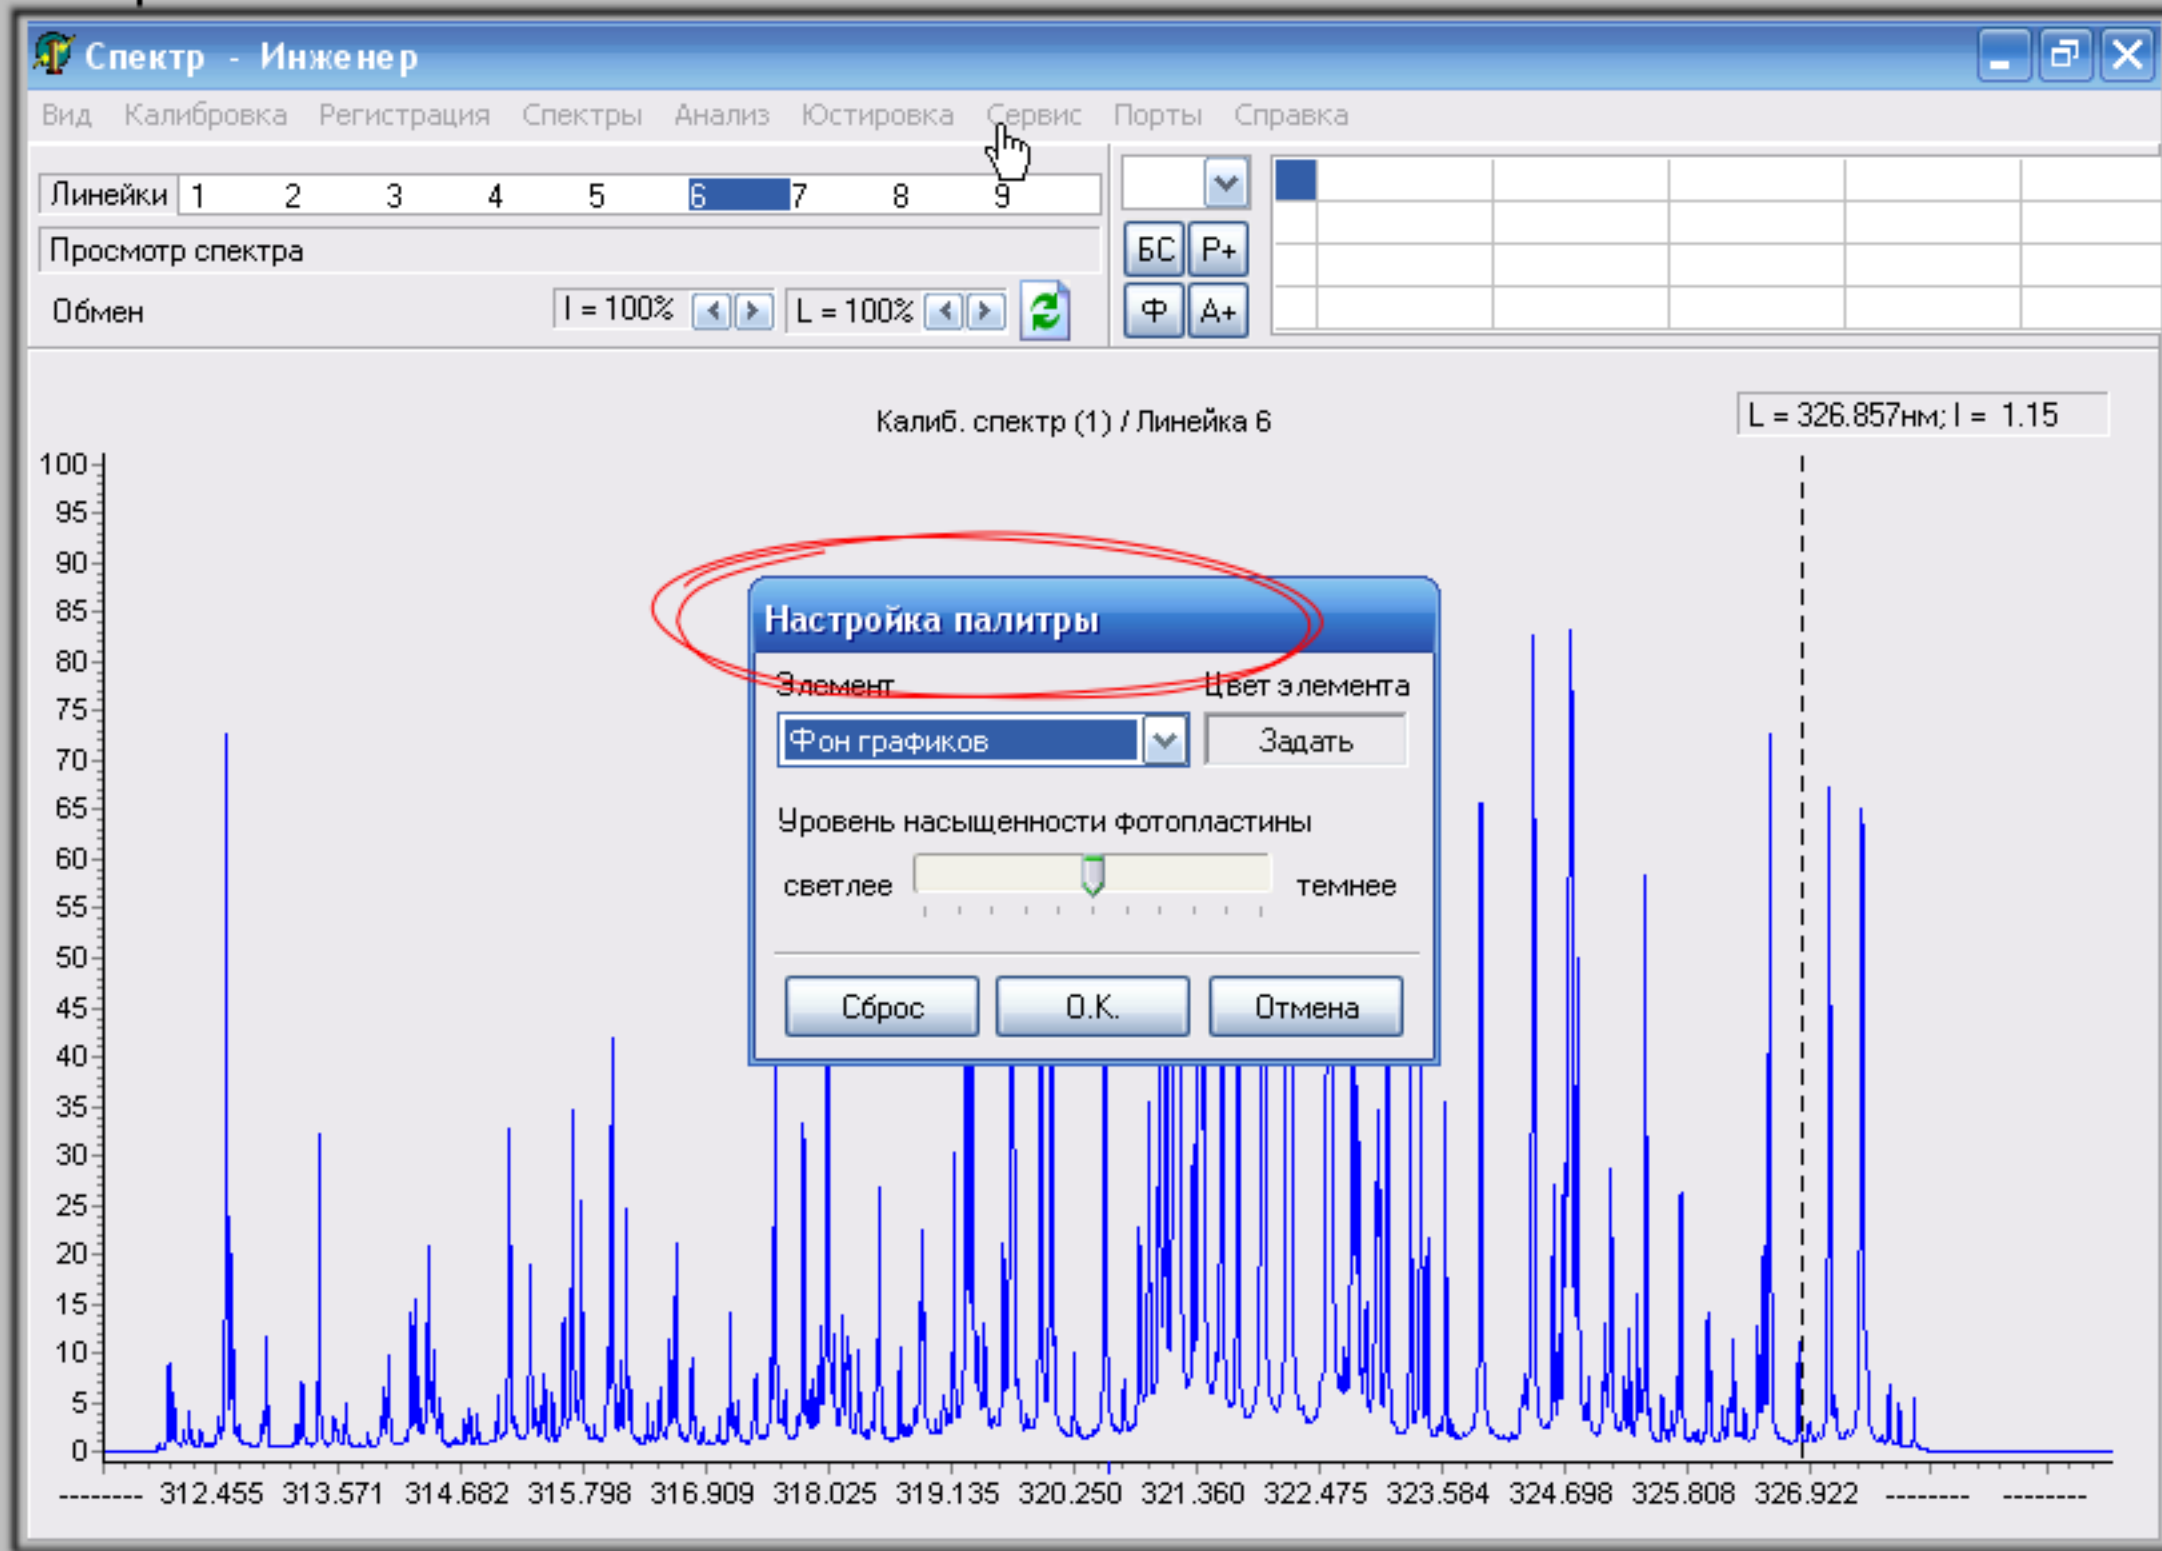 Спектр - Инженер
Вид Калибровка Регистрация Спектры Анализ Юстировка Сервис Порты Справка
Линейки 1 2 3 4 5 6 7 8 9
Просмотр спектра
БС Р+
Обмен I = 100% L = 100%
Ф А+
Калиб. спектр (1) / Линейка 6
L = 326.857нм; I = 1.15
100
95
90
85
80
75
70
65
60
55
50
45
40
35
30
25
20
15
10
5
0
Настройка палитры
Элемент Цвет элемента
Фон графиков Задать
Уровень насыщенности фотопластины
светлее темнее
Сброс О.К. Отмена
-------- 312.455 313.571 314.682 315.798 316.909 318.025 319.135 320.250 321.360 322.475 323.584 324.698 325.808 326.922 -------- --------